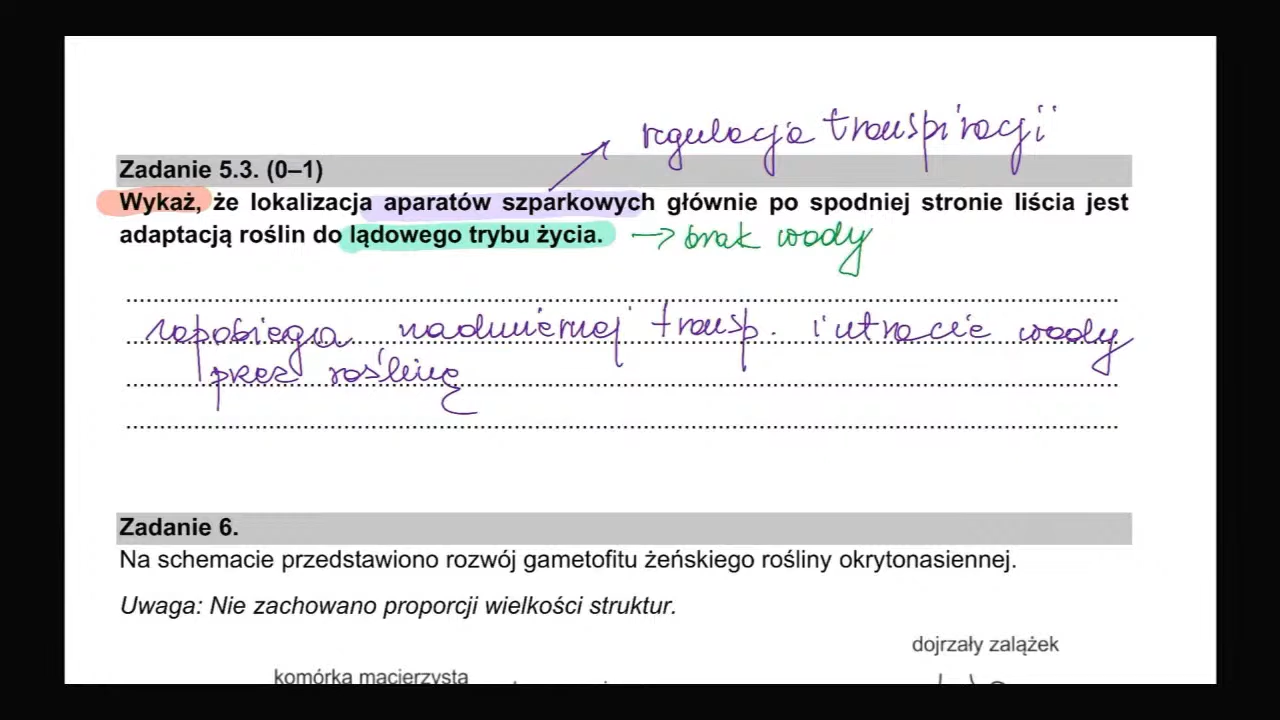 regulacja transpiracji
Zadanie 5.3. (0–1)
Wykaż, że lokalizacja aparatów szparkowych głównie po spodniej stronie liścia jest
adaptacją roślin do lądowego trybu życia. → brak wody
zapobiega nadmiernej transp. i utracie wody
przez roślinę
Zadanie 6.
Na schemacie przedstawiono rozwój gametofitu żeńskiego rośliny okrytonasiennej.
Uwaga: Nie zachowano proporcji wielkości struktur.
dojrzały zalążek
komórka macierzysta